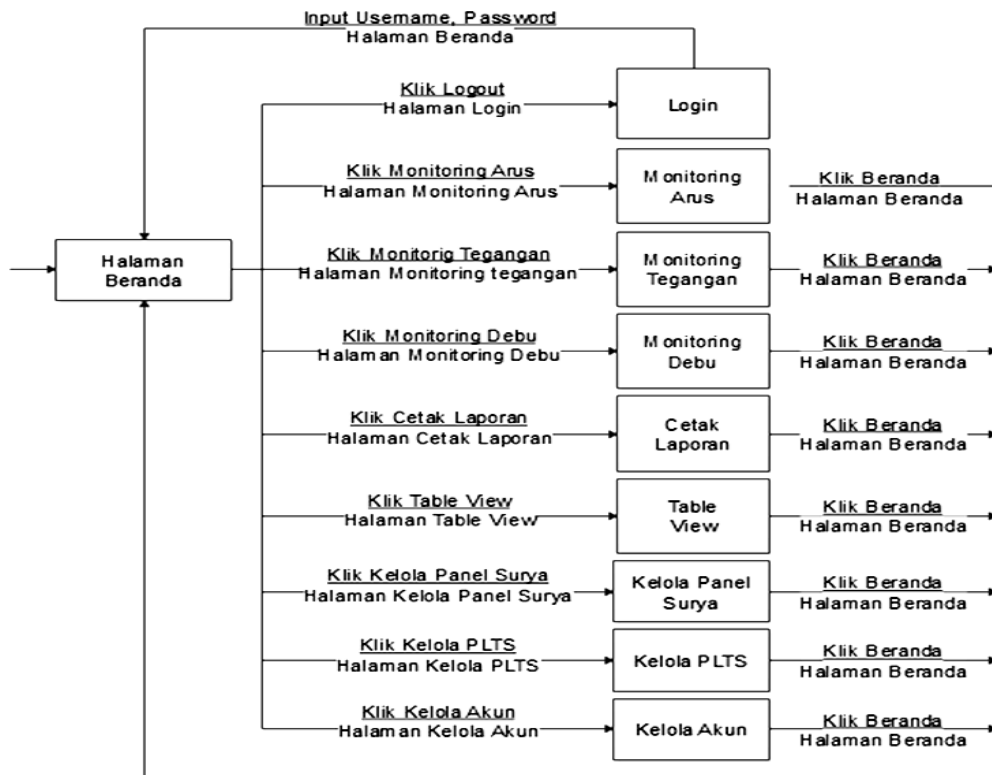 Input Username, Password
Halaman Beranda
Klik Logout
Halaman Login
Login
Klik Monitoring Arus
Halaman Monitoring Arus
Monitoring
Arus
Klik Beranda
Halaman Beranda
Halaman
Beranda
Klik Monitorig Tegangan
Halaman Monitoring tegangan
Monitoring
Tegangan
Klik Beranda
Halaman Beranda
Klik Monitoring Debu
Halaman Monitoring Debu
Monitoring
Debu
Klik Beranda
Halaman Beranda
Klik Cetak Laporan
Halaman Cetak Laporan
Cetak
Laporan
Klik Beranda
Halaman Beranda
Klik Table View
Halaman Table View
Table
View
Klik Beranda
Halaman Beranda
Klik Kelola Panel Surya
Halaman Kelola Panel Surya
Kelola Panel
Surya
Klik Beranda
Halaman Beranda
Klik Kelola PLTS
Halaman Kelola PLTS
Kelola PLTS
Klik Beranda
Halaman Beranda
Klik Kelola Akun
Halaman Kelola Akun
Kelola Akun
Klik Beranda
Halaman Beranda